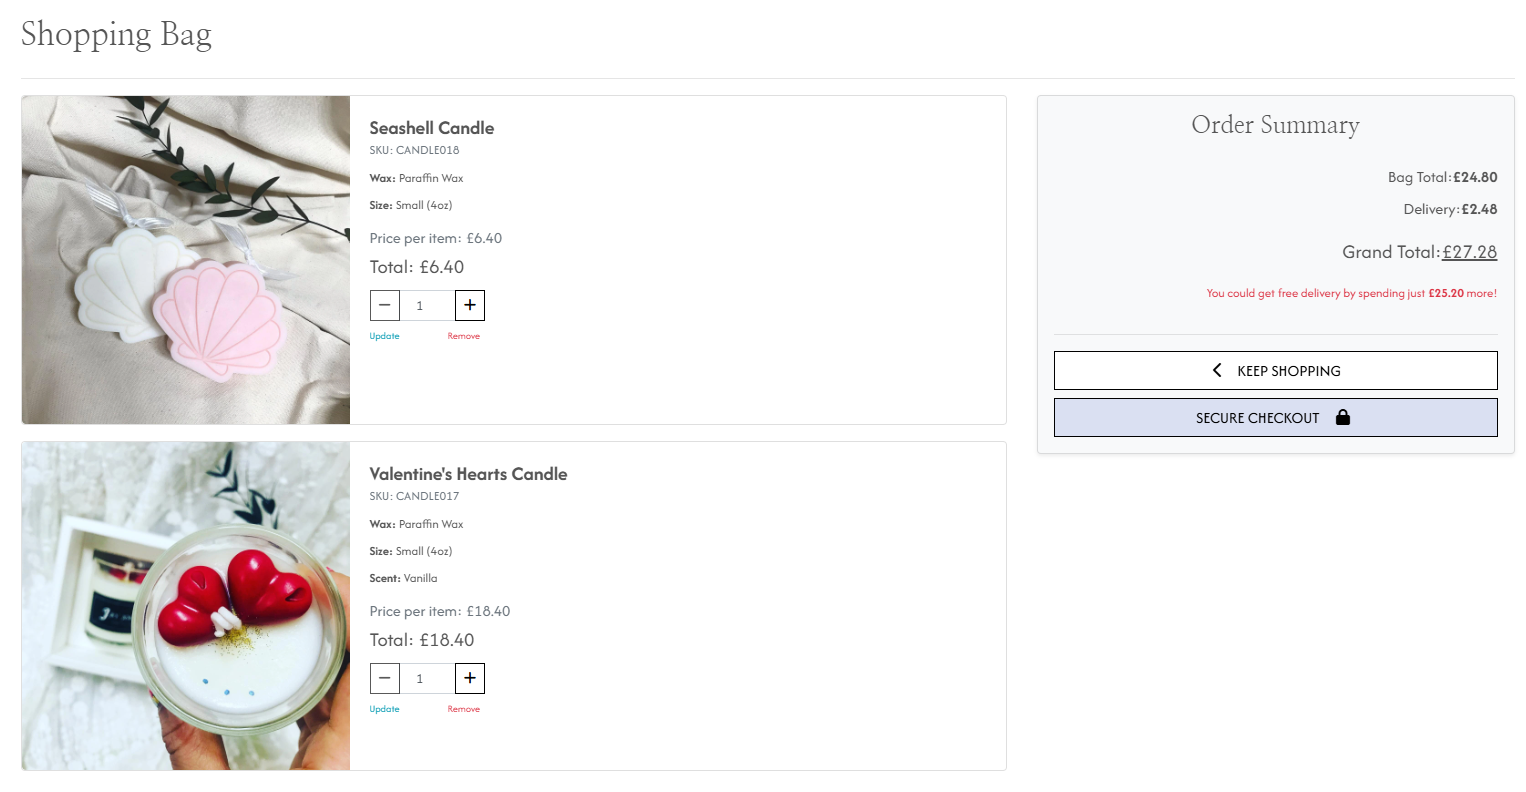 Shopping Bag
Seashell Candle
SKU: CANDLE018
Wax: Paraffin Wax
Size: Small (4oz)
Price per item: £6.40
Total: £6.40
1
Update Remove
Valentine's Hearts Candle
SKU: CANDLE017
Wax: Paraffin Wax
Size: Small (4oz)
Scent: Vanilla
Price per item: £18.40
Total: £18.40
1
Update Remove
Order Summary
Bag Total:£24.80
Delivery:£2.48
Grand Total:£27.28
You could get free delivery by spending just £25.20 more!
KEEP SHOPPING
SECURE CHECKOUT